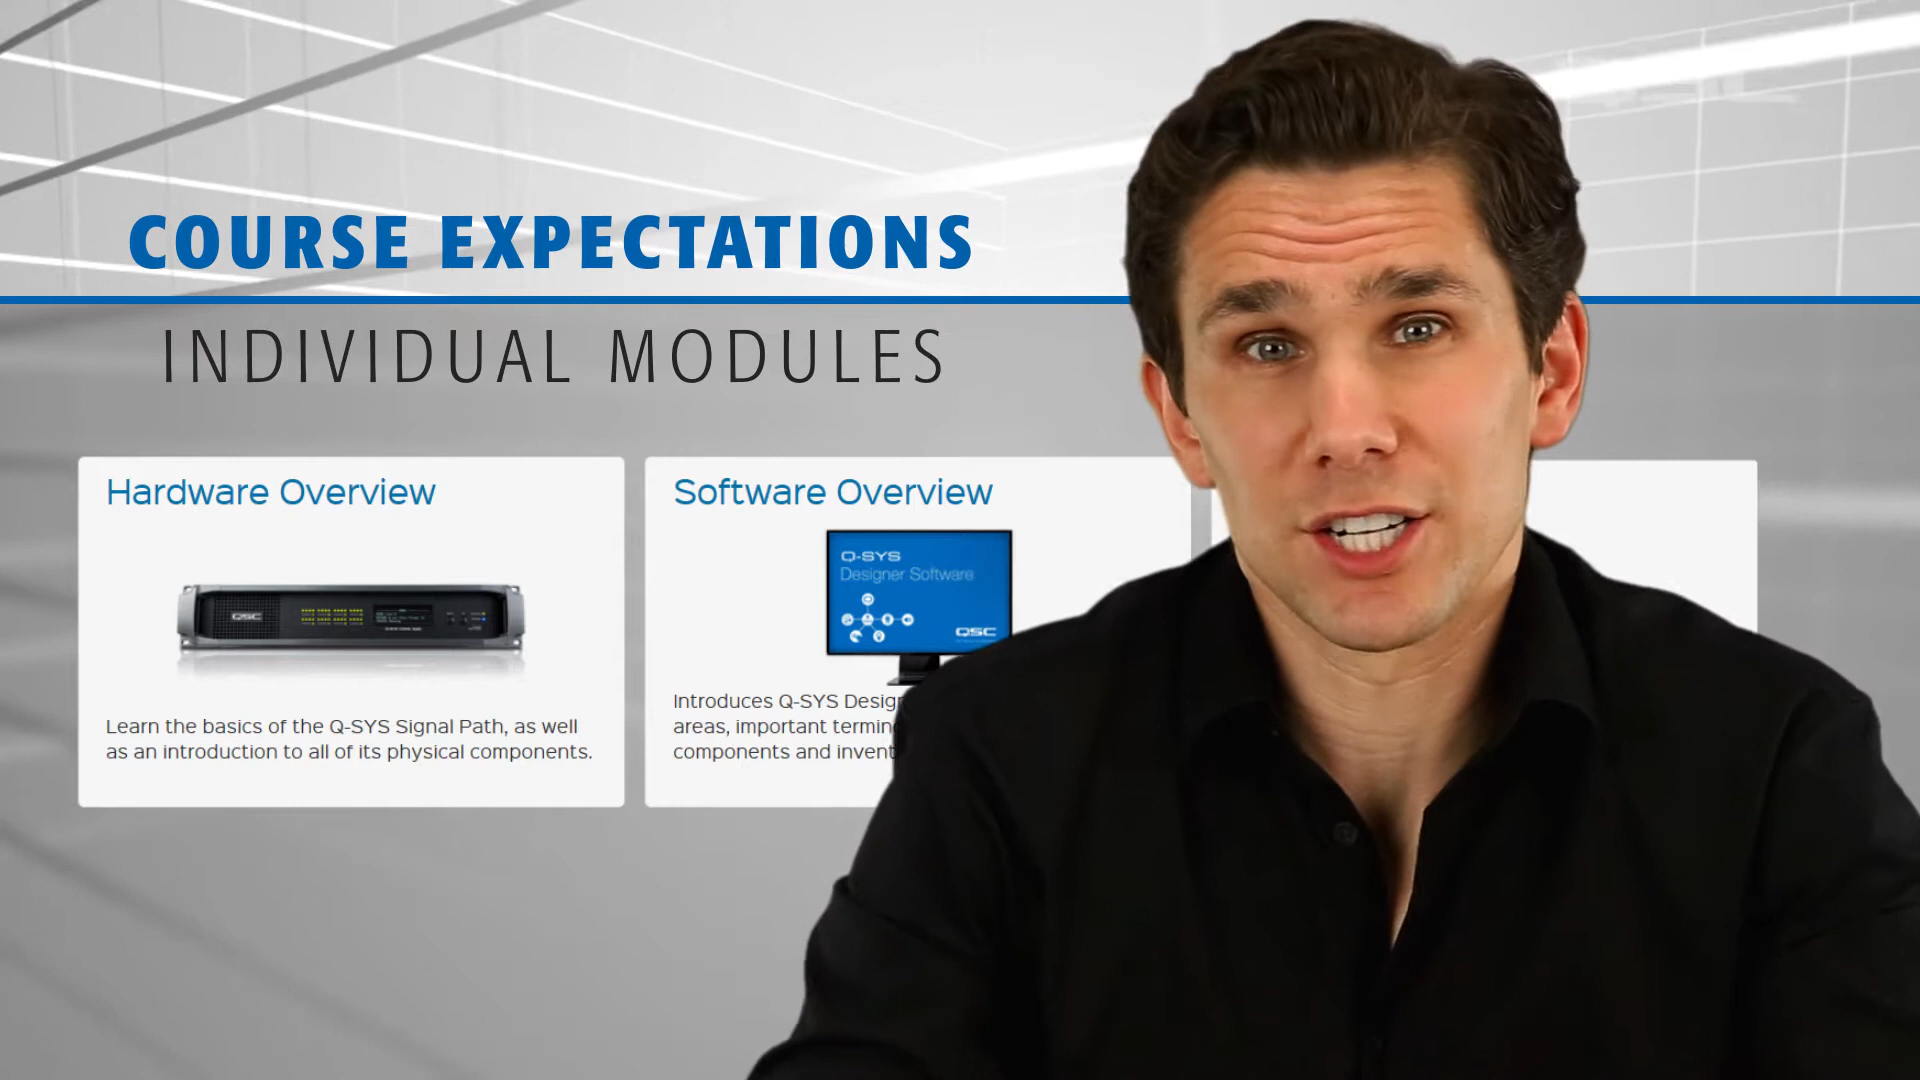 COURSE EXPECTATIONS
INDIVIDUAL MODULES
Hardware Overview
QSC
Learn the basics of the Q-SYS Signal Path, as well
as an introduction to all of its physical components.
Software Overview
Q-SYS
Designer Software
QSC
Introduces Q-SYS
areas, important
components and